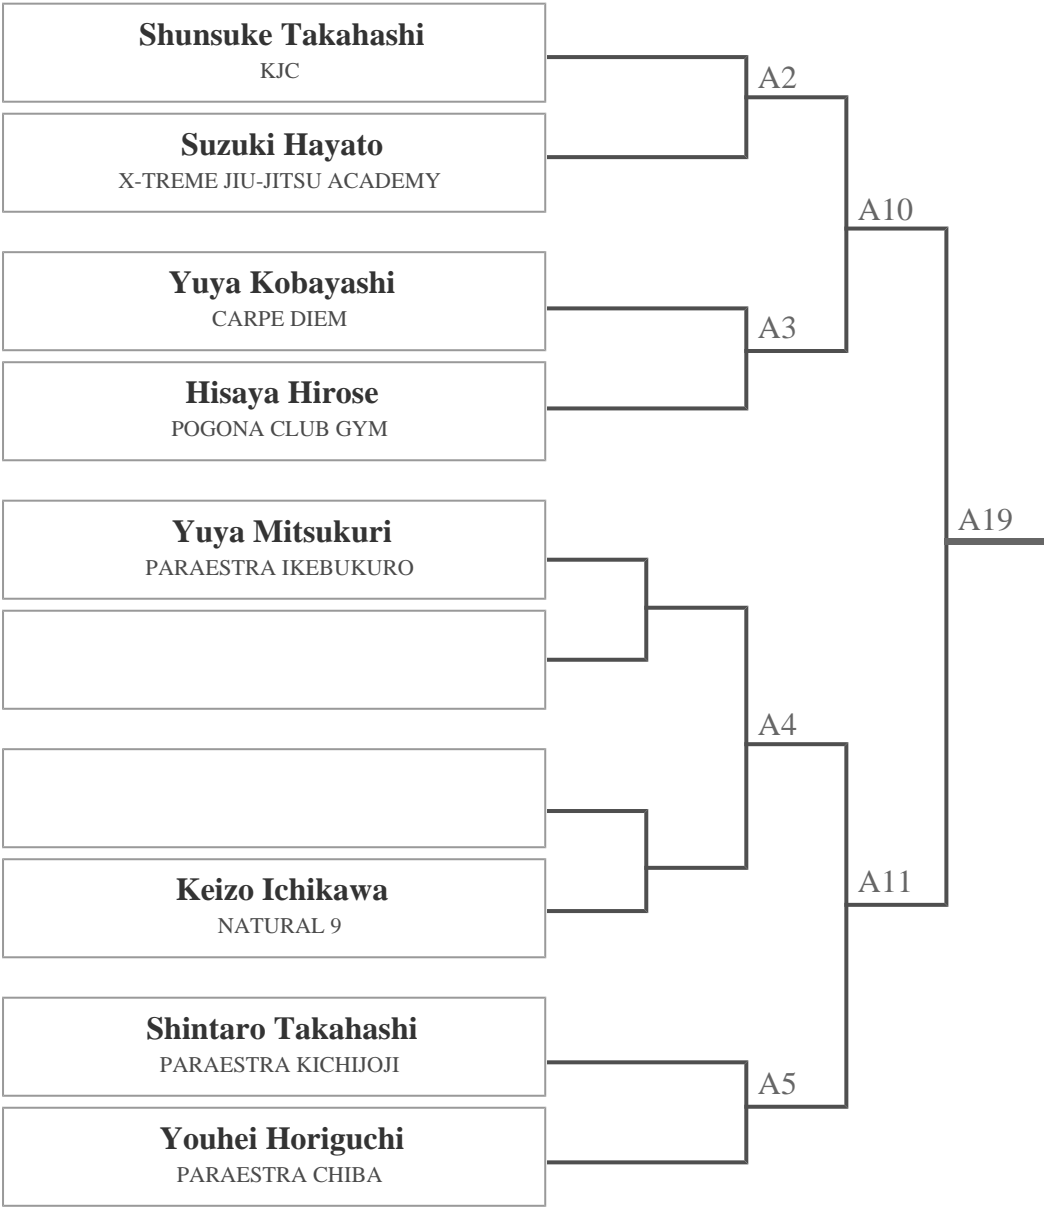 Shunsuke Takahashi
KJC
A2
Suzuki Hayato
X-TREME JIU-JITSU ACADEMY
A10
Yuya Kobayashi
CARPE DIEM
A3
Hisaya Hirose
POGONA CLUB GYM
Yuya Mitsukuri
PARAESTRA IKEBUKURO
A19
A4
Keizo Ichikawa
NATURAL 9
A11
Shintaro Takahashi
PARAESTRA KICHIJOJI
A5
Youhei Horiguchi
PARAESTRA CHIBA